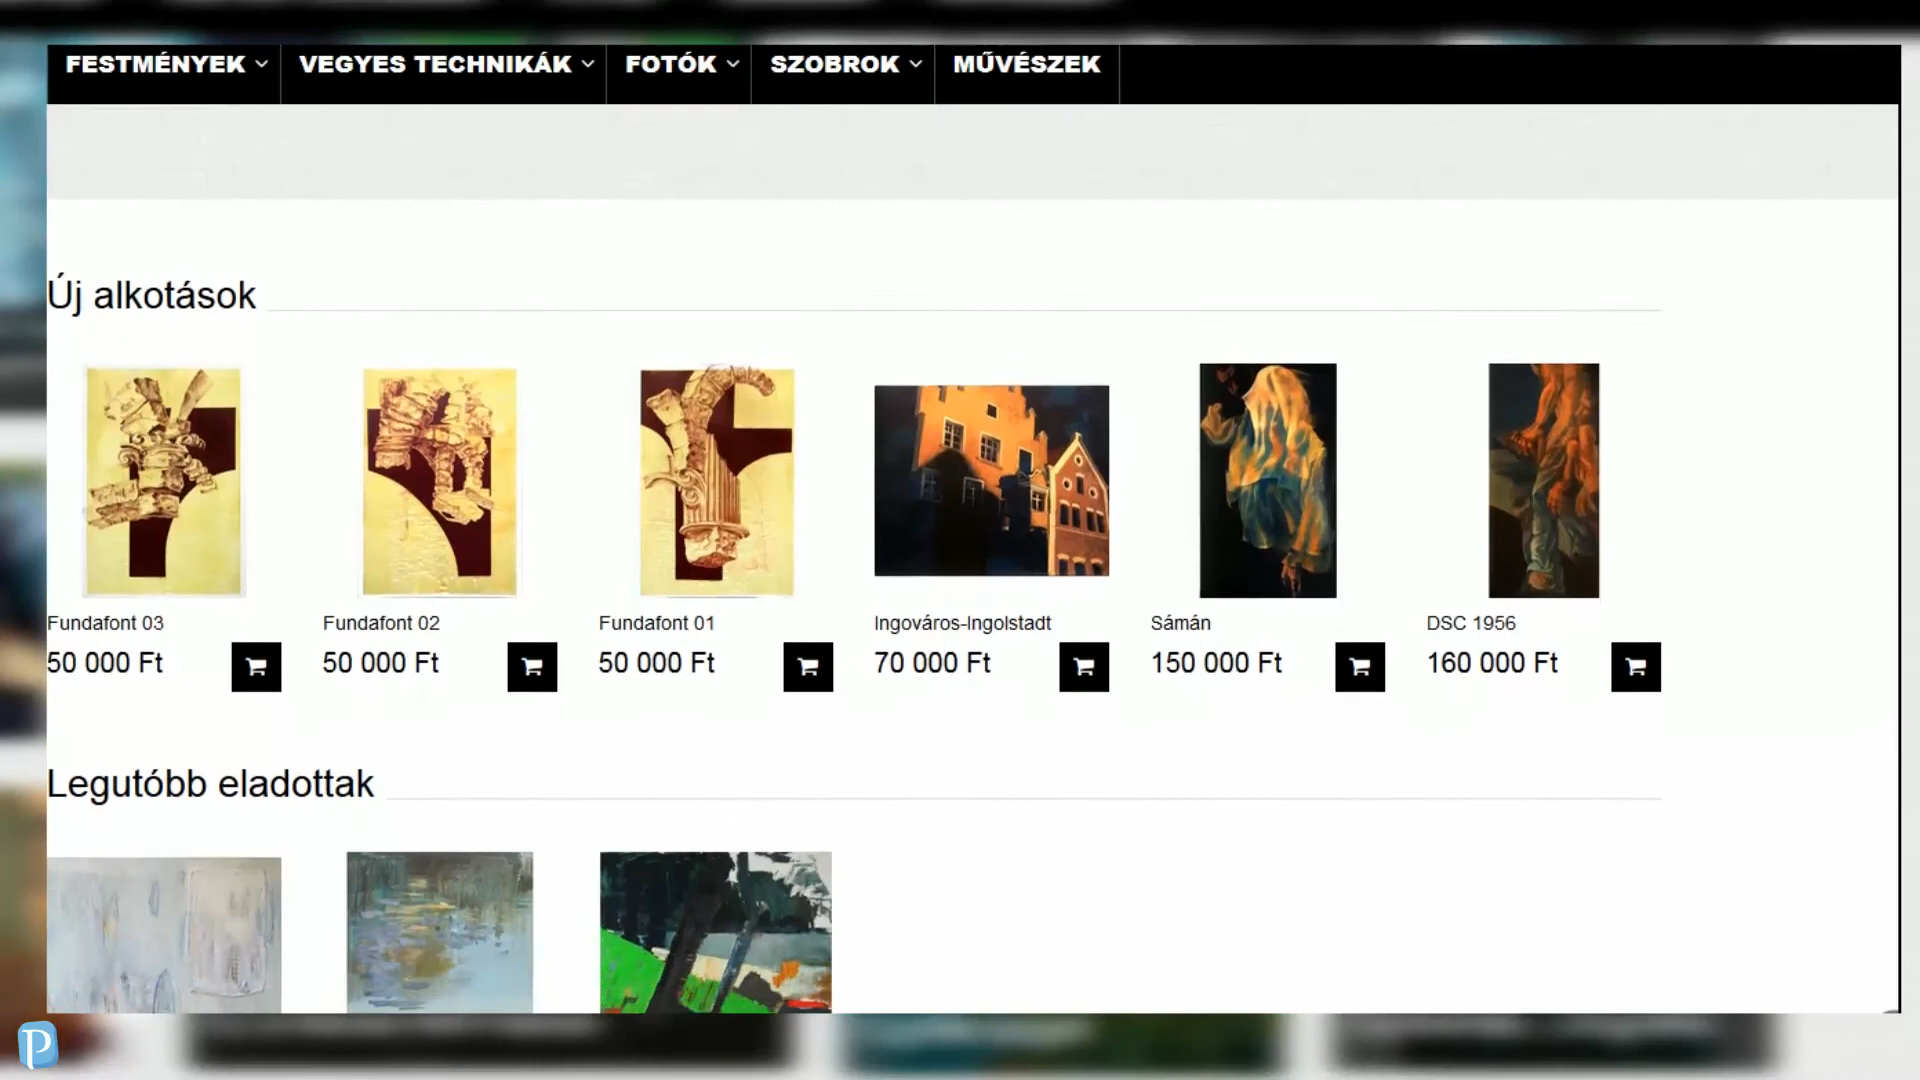 FESTMÉNYEK
VEGYES TECHNIKÁK
FOTÓK
SZOBROK
MŰVÉSZEK
Új alkotások
Fundafont 03
50 000 Ft
Fundafont 02
50 000 Ft
Fundafont 01
50 000 Ft
Ingováros-Ingolstadt
70 000 Ft
Sámán
150 000 Ft
DSC 1956
160 000 Ft
Legutóbb eladottak
P